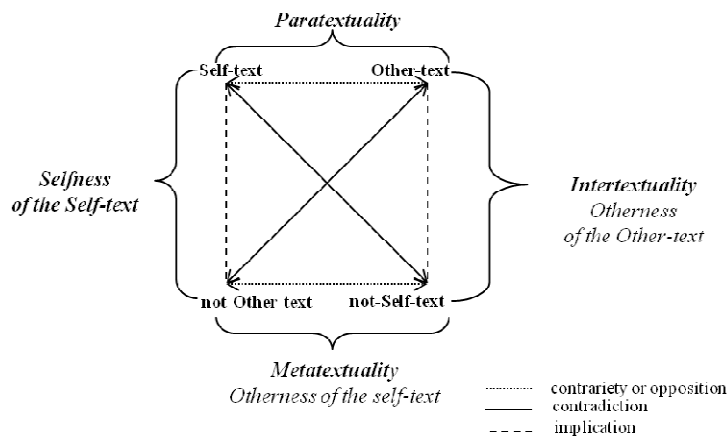 Paratextuality
Self-text Other-text
Selfness
of the Self-text
Intertextuality
Otherness
of the Other-text
not Other text not-Self-text
Metatextuality
Otherness of the self-text
contrariety or opposition
contradiction
implication